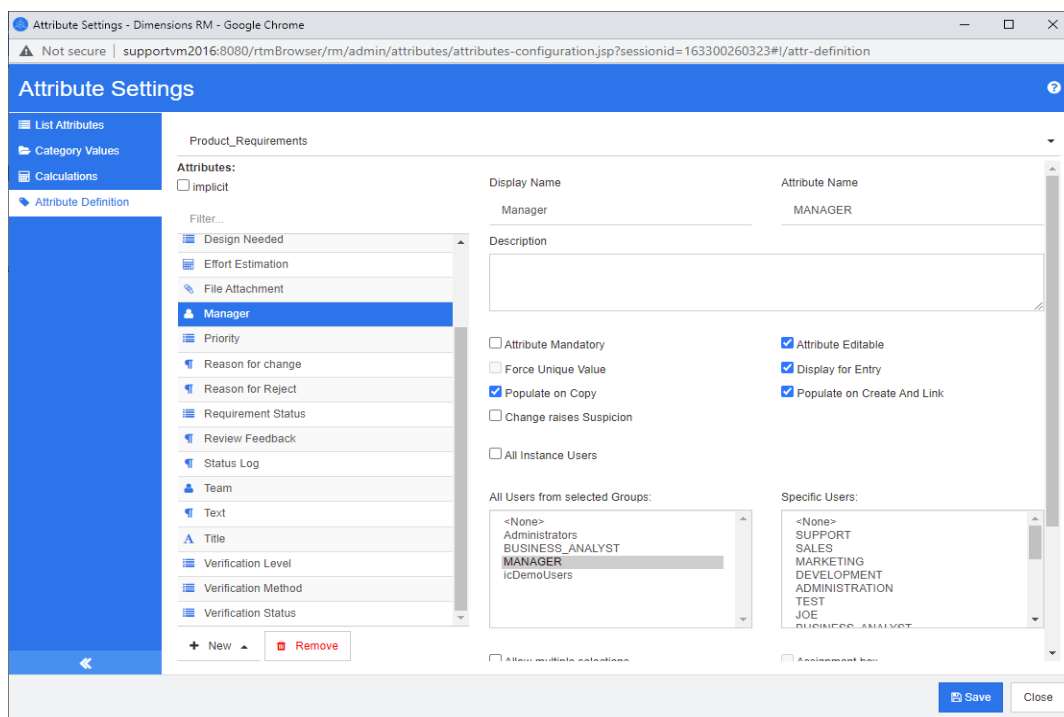 Attribute Settings - Dimensions RM - Google Chrome
Not secure | supportvm2016:8080/rtmBrowser/rm/admin/attributes/attributes-configuration.jsp?sessionid=163300260323#!/attr-definition
Attribute Settings
List Attributes
Category Values
Calculations
Attribute Definition
Product_Requirements
Attributes:
implicit
Filter...
Design Needed
Effort Estimation
File Attachment
Manager
Priority
Reason for change
Reason for Reject
Requirement Status
Review Feedback
Status Log
Team
Text
Title
Verification Level
Verification Method
Verification Status
+ New
Remove
Display Name
Attribute Name
Manager
MANAGER
Description
Attribute Mandatory
Attribute Editable
Force Unique Value
Display for Entry
Populate on Copy
Populate on Create And Link
Change raises Suspicion
All Instance Users
All Users from selected Groups:
<None>
Administrators
BUSINESS_ANALYST
MANAGER
icDemoUsers
Specific Users:
<None>
SUPPORT
SALES
MARKETING
DEVELOPMENT
ADMINISTRATION
TEST
JOE
BUSINESS_ANALYST
Allow multiple selections
Assignment box
Save
Close